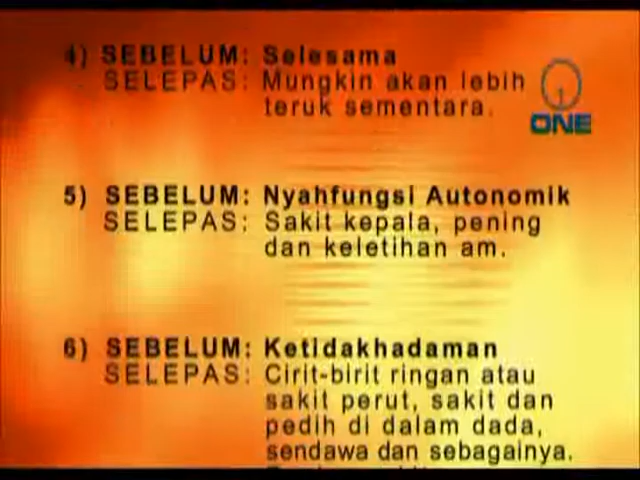 4) SEBELUM: Selesama
SELEPAS: Mungkin akan lebih
teruk sementara.
ONE
5) SEBELUM: Nyahfungsi Autonomik
SELEPAS: Sakit kepala, pening
dan keletihan am.
6) SEBELUM: Ketidakhadaman
SELEPAS: Cirit-birit ringan atau
sakit perut, sakit dan
pedih di dalam dada,
sendawa dan sebagainya.